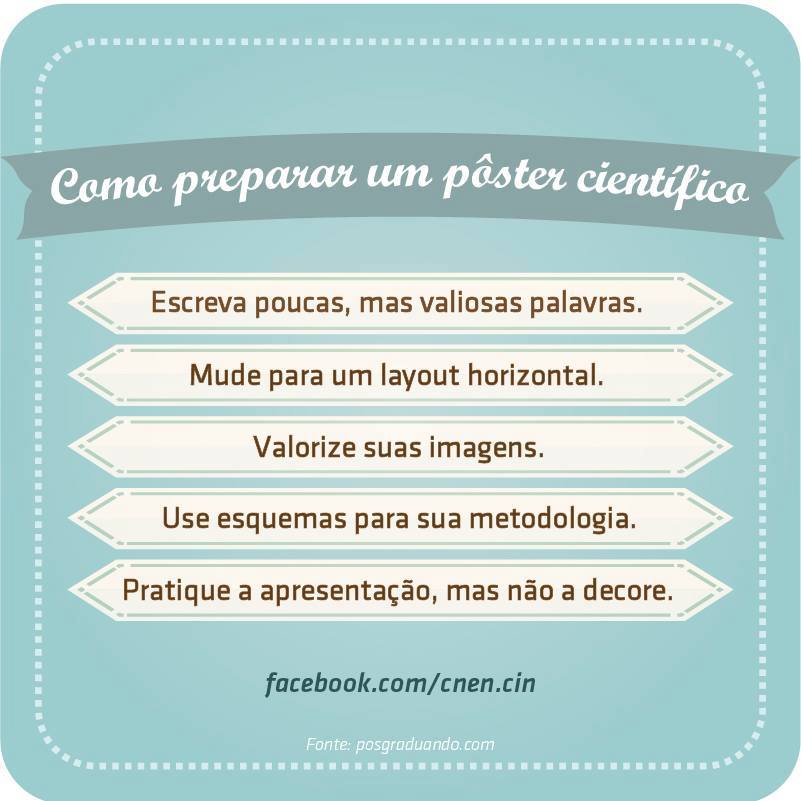 Como preparar um pôster científico
Escreva poucas, mas valiosas palavras.
Mude para um layout horizontal.
Valorize suas imagens.
Use esquemas para sua metodologia.
Pratique a apresentação, mas não a decore.
facebook.com/cnen.cin
Fonte: posgraduando.com